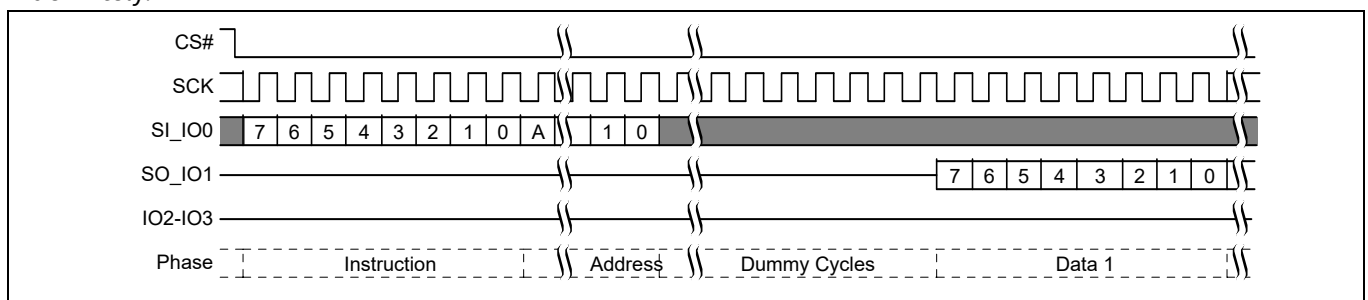 CS#
SCK
SI_IO0 7 6 5 4 3 2 1 0 A 1 0
SO_IO1 7 6 5 4 3 2 1 0
IO2-IO3
Phase Instruction Address Dummy Cycles Data 1